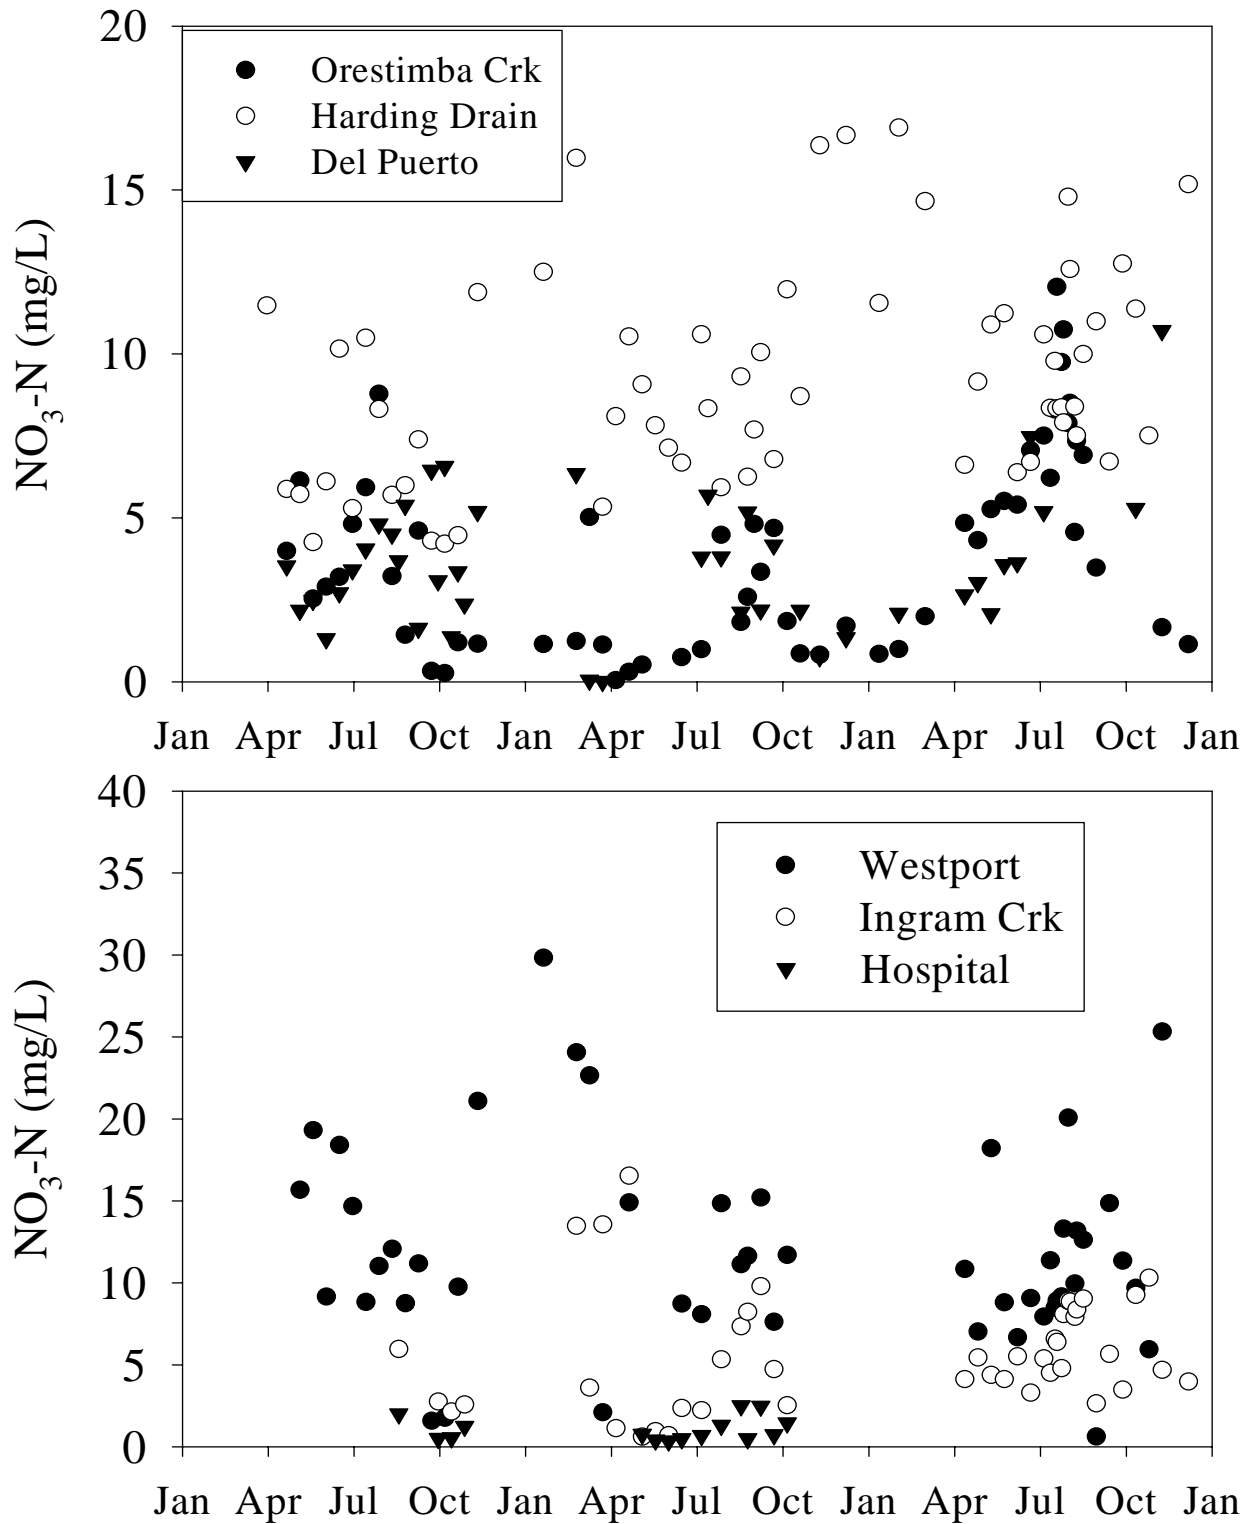 20
Orestimba Crk
Harding Drain
Del Puerto
15
10
5
0
NO3-N (mg/L)
Jan Apr Jul Oct Jan Apr Jul Oct Jan Apr Jul Oct Jan
40
Westport
Ingram Crk
Hospital
35
30
25
20
15
10
5
0
NO3-N (mg/L)
Jan Apr Jul Oct Jan Apr Jul Oct Jan Apr Jul Oct Jan